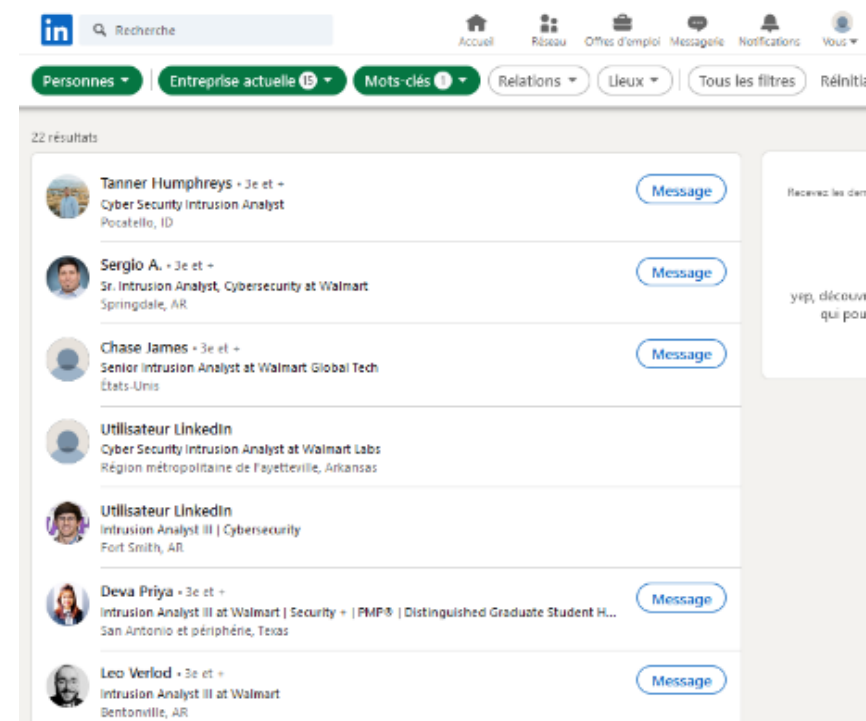 in Recherche
Accueil Réseau Offres d'emploi Messagerie Notifications Vous
Personnes Entreprise actuelle 15 Mots-clés 1 Relations Lieux Tous les filtres Réinitia
22 résultats
Tanner Humphreys • 3e et +
Message
Cyber Security Intrusion Analyst
Pocatello, ID
Recevez les dern
Sergio A. • 3e et +
Message
Sr. Intrusion Analyst, Cybersecurity at Walmart
Springdale, AR
yep, découvr
qui pou
Chase James • 3e et +
Message
Senior Intrusion Analyst at Walmart Global Tech
États-Unis
Utilisateur LinkedIn
Cyber Security Intrusion Analyst at Walmart Labs
Région métropolitaine de Fayetteville, Arkansas
Utilisateur LinkedIn
Intrusion Analyst III | Cybersecurity
Fort Smith, AR
Deva Priya • 3e et +
Message
Intrusion Analyst III at Walmart | Security + | PMP® | Distinguished Graduate Student H...
San Antonio et périphérie, Texas
Leo Verlod • 3e et +
Message
Intrusion Analyst III at Walmart
Bentonville, AR